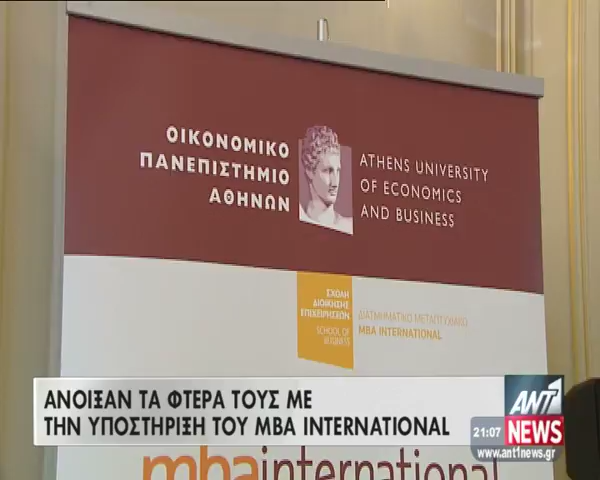 ΟΙΚΟΝΟΜΙΚΟ
ΠΑΝΕΠΙΣΤΗΜΙΟ
ΑΘΗΝΩΝ
ATHENS UNIVERSITY
OF ECONOMICS
AND BUSINESS
ΣΧΟΛΗ
ΔΙΟΙΚΗΣΗΣ
ΕΠΙΧΕΙΡΗΣΕΩΝ
SCHOOL OF
BUSINESS
ΔΙΑΤΜΗΜΑΤΙΚΟ ΜΕΤΑΠΤΥΧΙΑΚΟ
MBA INTERNATIONAL
ΑΝΟΙΞΑΝ ΤΑ ΦΤΕΡΑ ΤΟΥΣ ΜΕ
ΤΗΝ ΥΠΟΣΤΗΡΙΞΗ ΤΟΥ MBA INTERNATIONAL
ANT1
21:07 NEWS
www.ant1news.gr
mbainternational